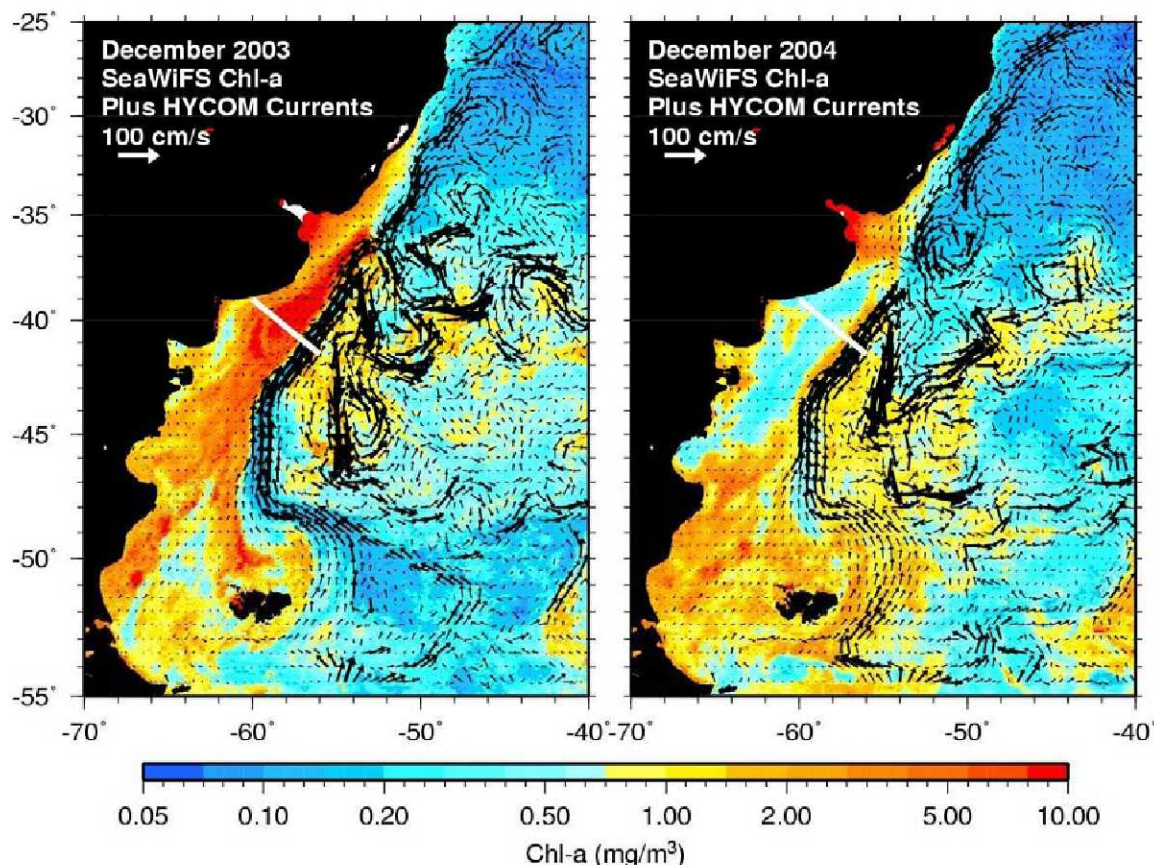 December 2003
SeaWiFS Chl-a
Plus HYCOM Currents
100 cm/s
December 2004
SeaWiFS Chl-a
Plus HYCOM Currents
100 cm/s
-25˚
-30˚
-35˚
-40˚
-45˚
-50˚
-55˚
-70˚ -60˚ -50˚ -40˚ -70˚ -60˚ -50˚ -40˚
0.05 0.10 0.20 0.50 1.00 2.00 5.00 10.00
Chl-a (mg/m³)